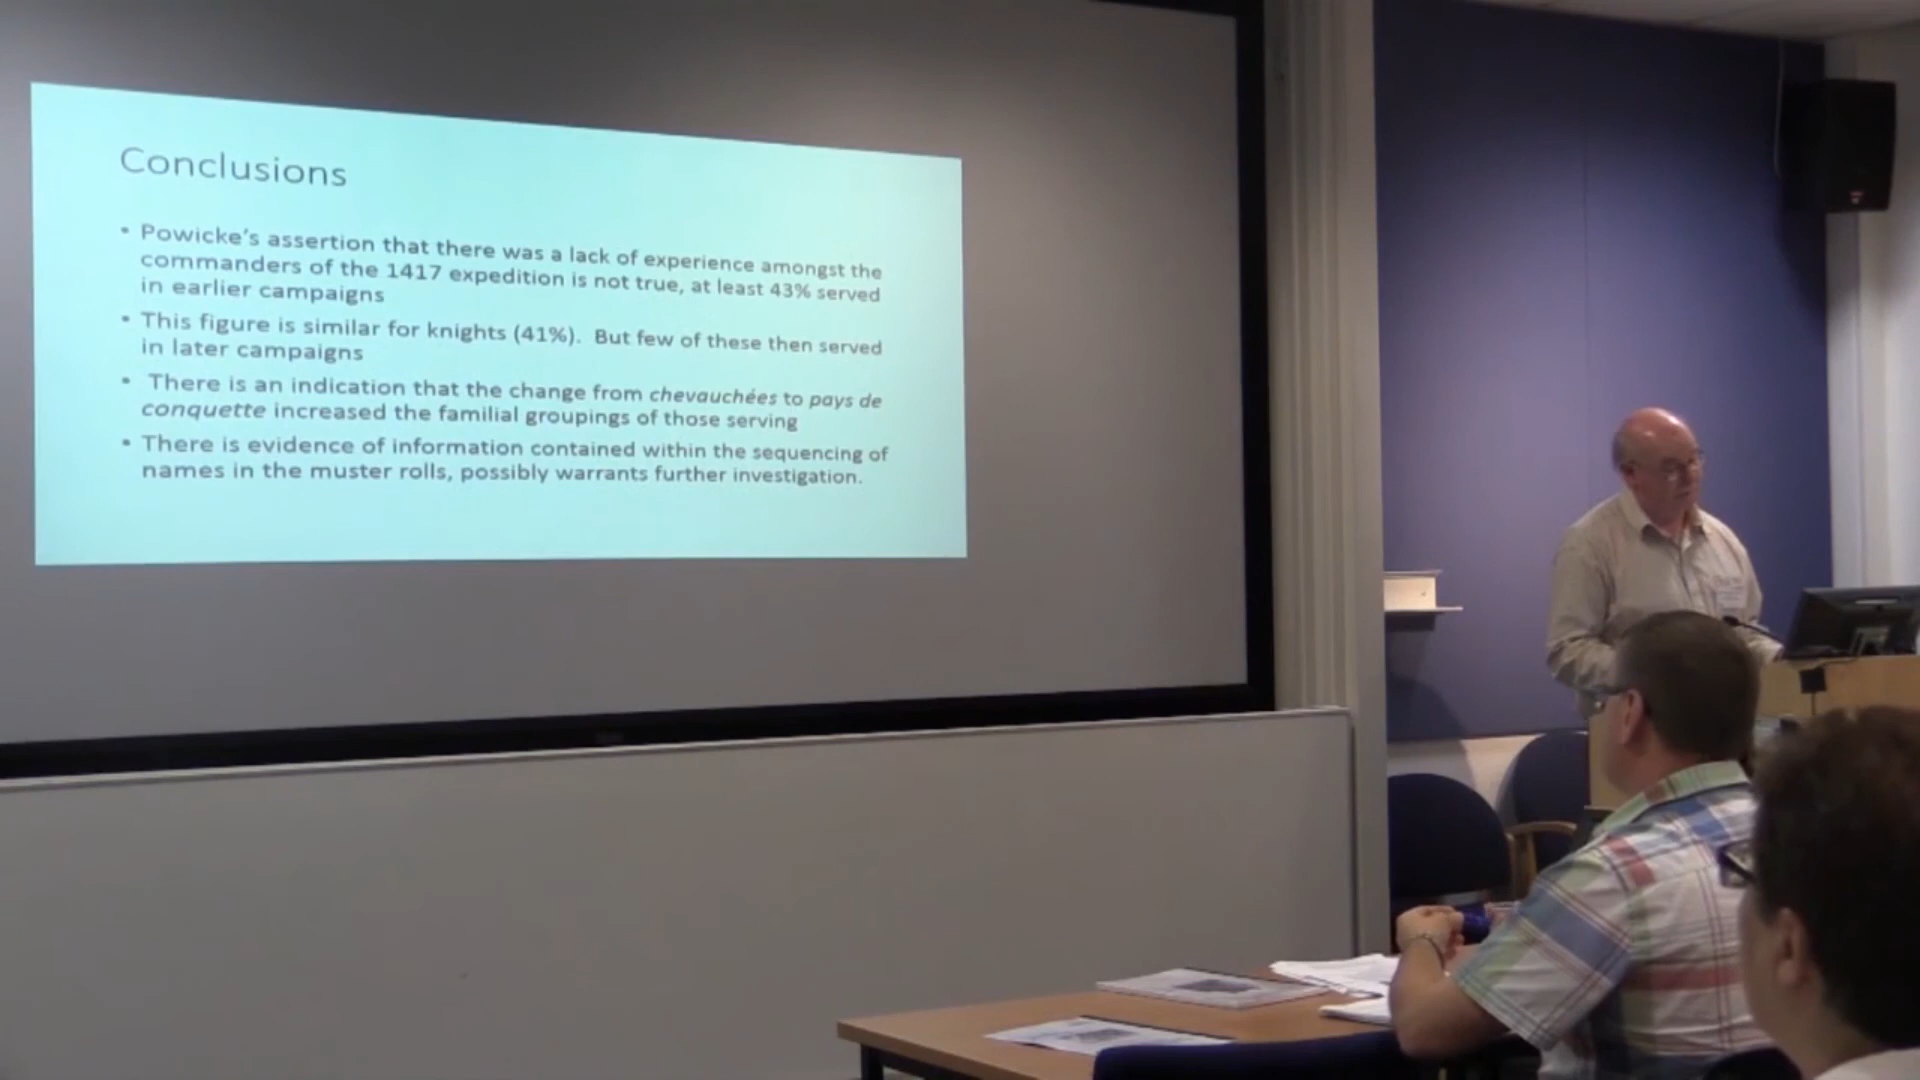 Conclusions
• Powicke's assertion that there was a lack of experience amongst the
commanders of the 1417 expedition is not true, at least 43% served
in earlier campaigns
• This figure is similar for knights (41%). But few of these then served
in later campaigns
• There is an indication that the change from chevauchées to pays de
conquette increased the familial groupings of those serving
• There is evidence of information contained within the sequencing of
names in the muster rolls, possibly warrants further investigation.